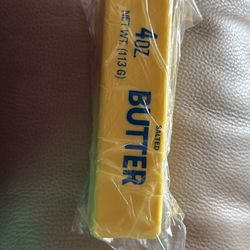 4 OZ.
NET WT. (113 G)
SALTED
BUTTER